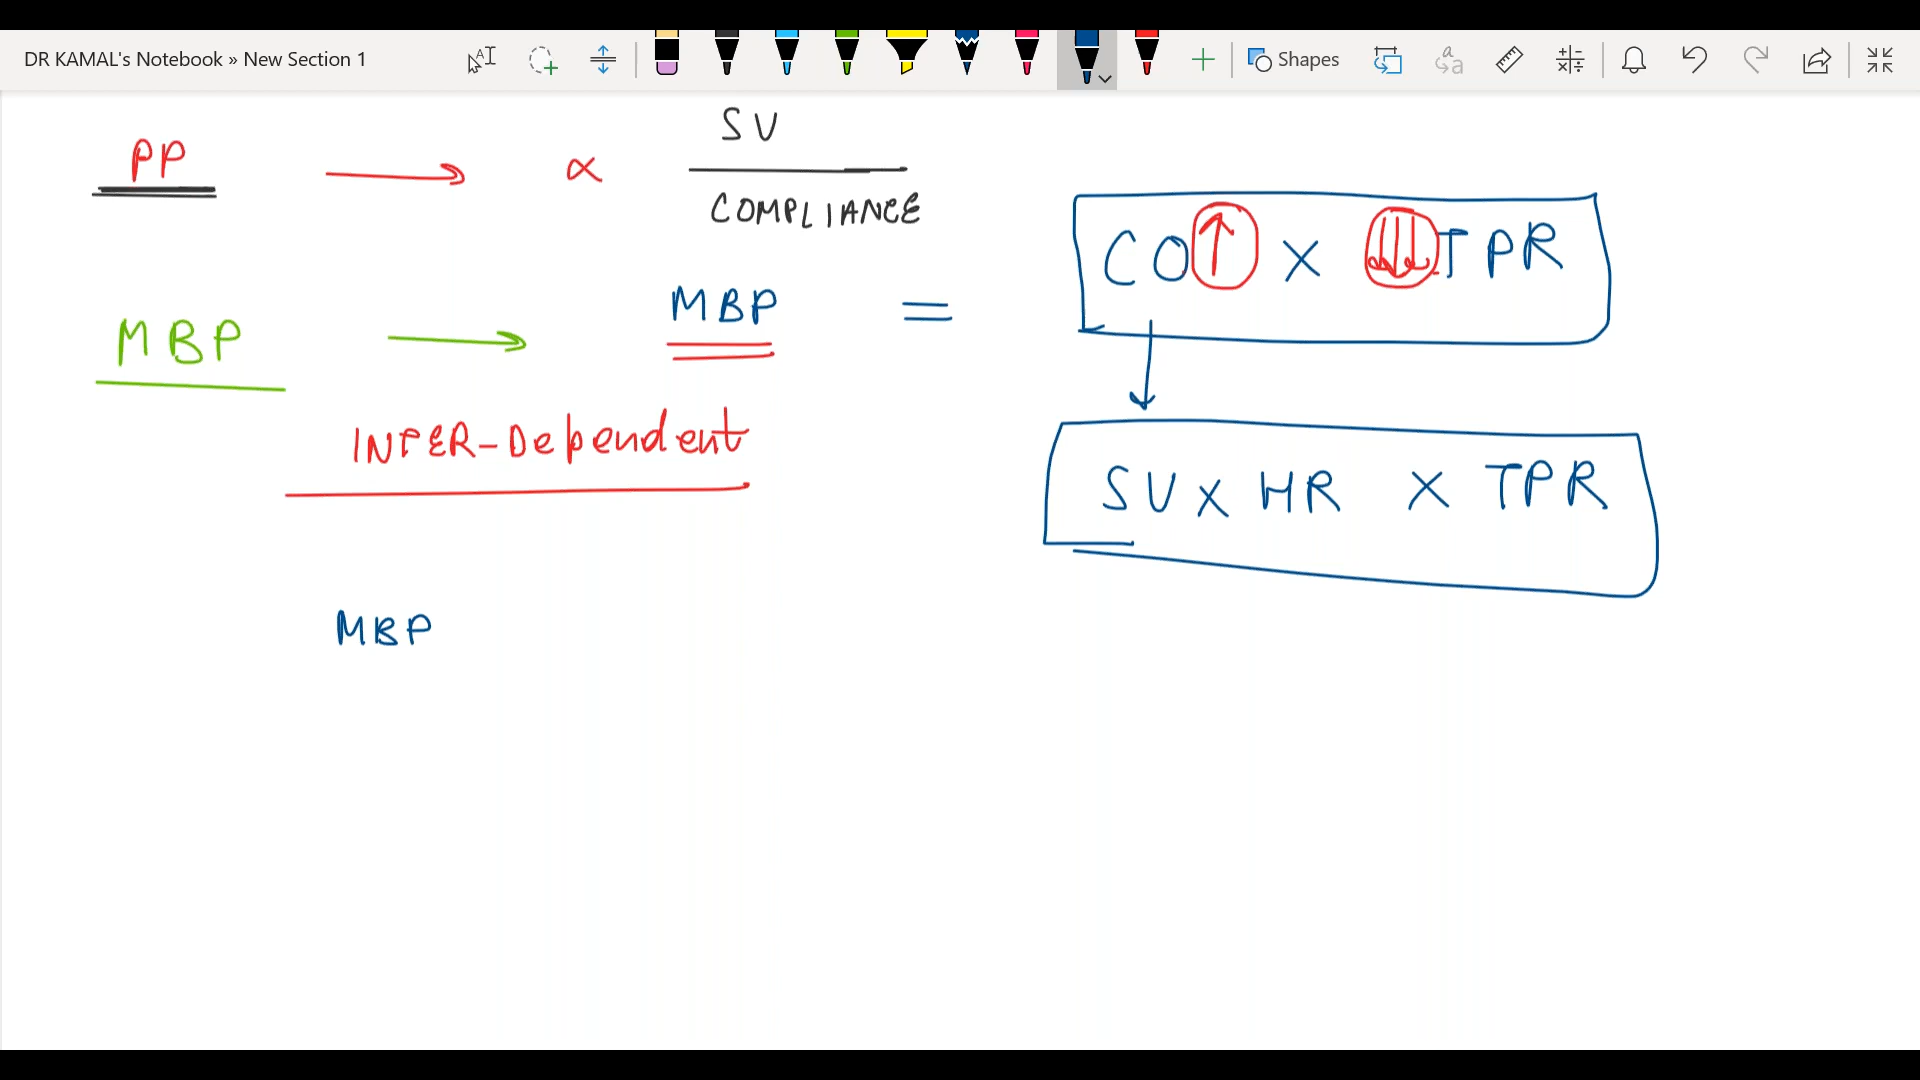 DR KAMAL's Notebook » New Section 1
Shapes
PP → ∝ SV
COMPLIANCE
CO ↑ X ↓↓↓ TPR
MBP → MBP =
INTER-Dependent
SV X HR X TPR
MBP